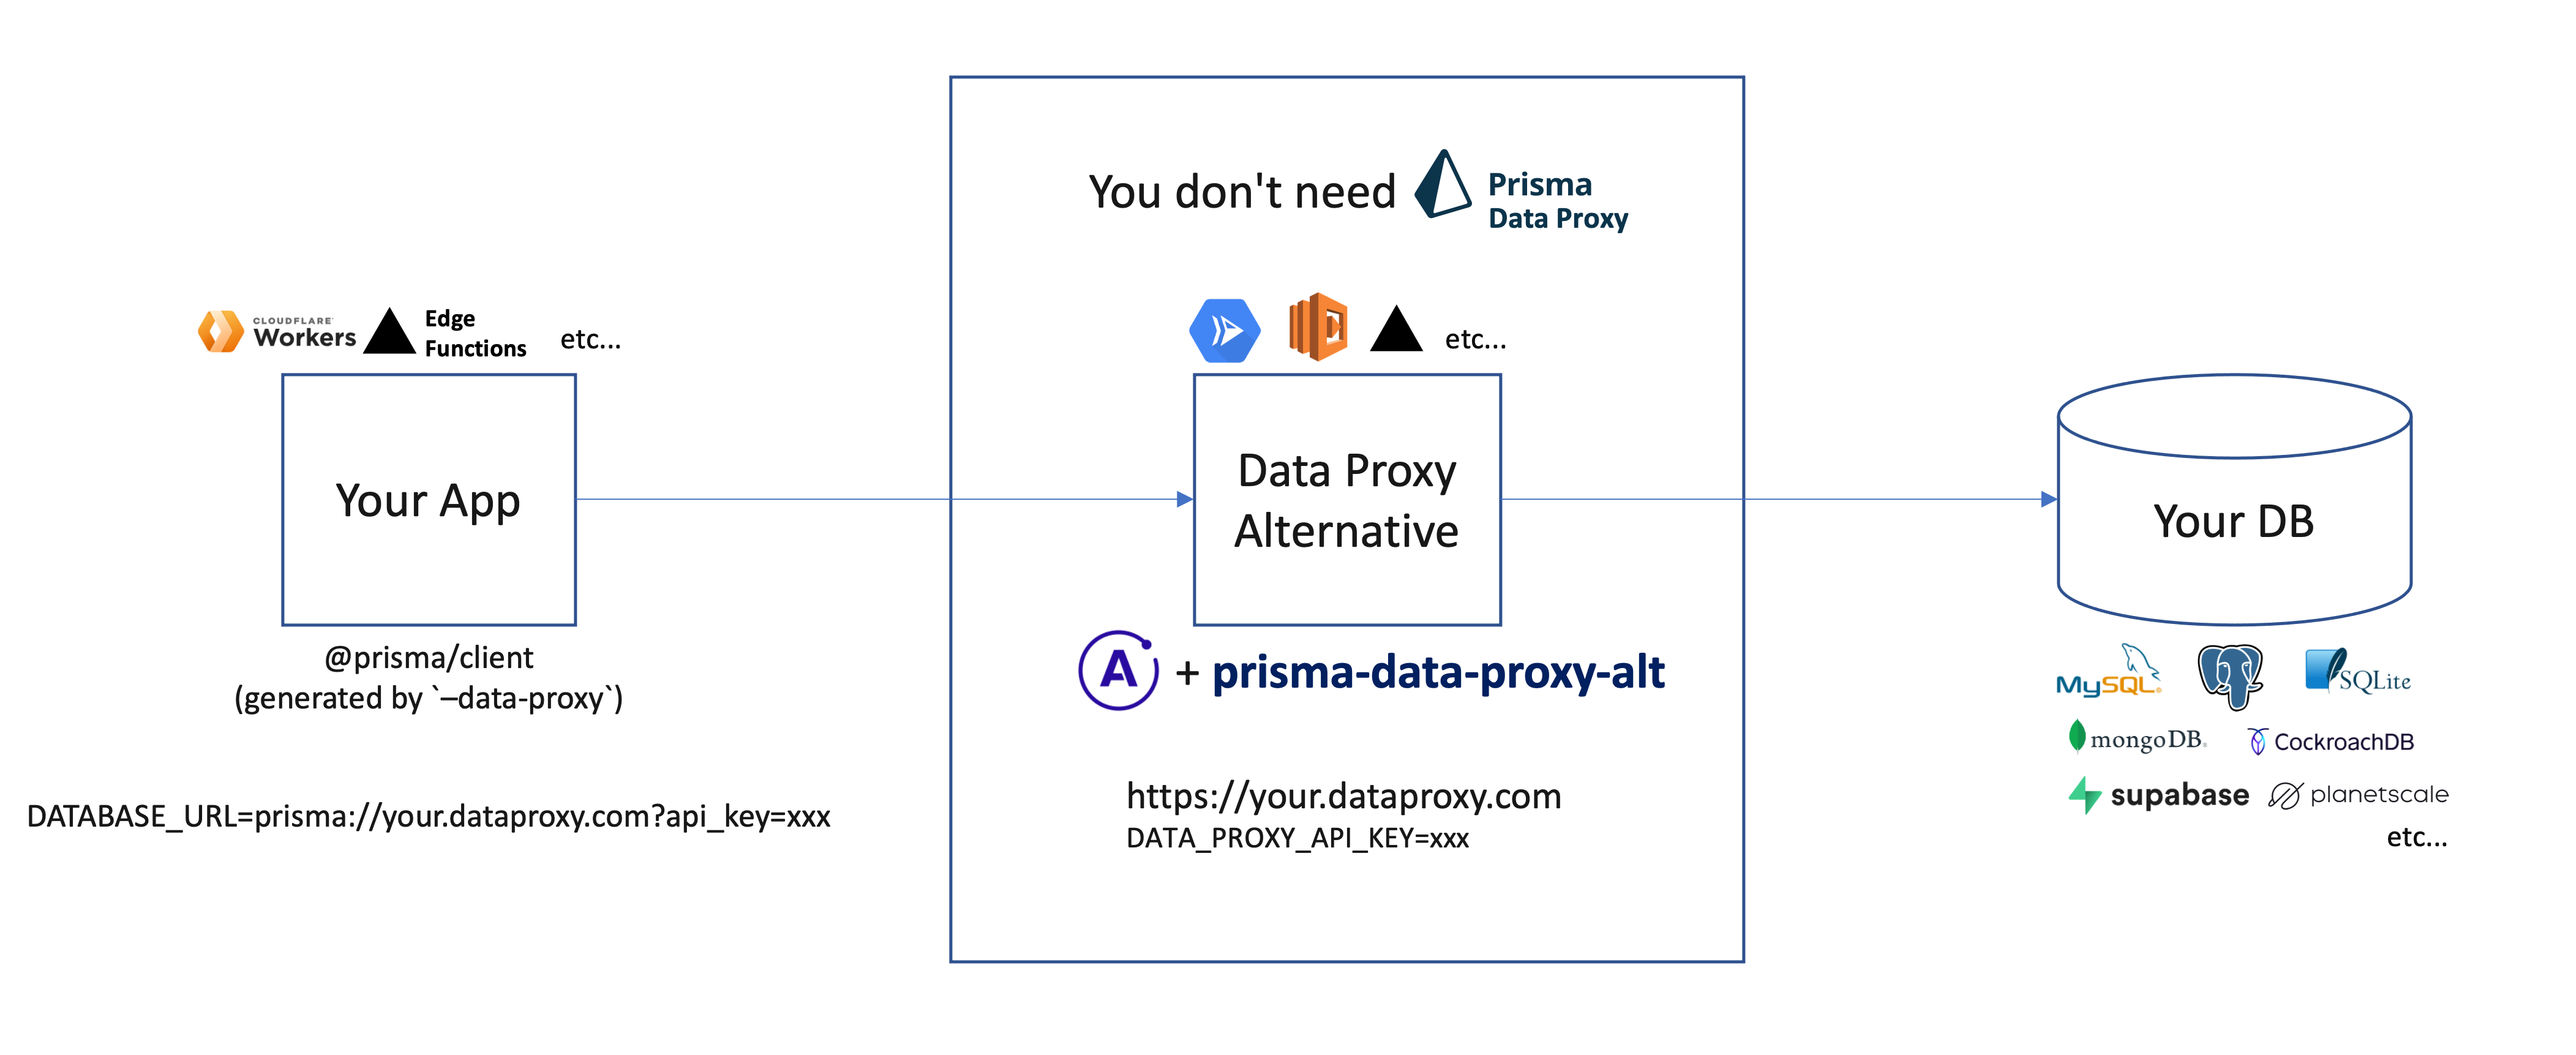 You don't need
Prisma
Data Proxy
CLOUDFLARE
Workers
Edge
Functions
etc...
etc...
Your App
Data Proxy
Alternative
Your DB
@prisma/client
(generated by `–data-proxy`)
A + prisma-data-proxy-alt
MySQL
SQLite
mongoDB
CockroachDB
supabase
planetscale
etc...
DATABASE_URL=prisma://your.dataproxy.com?api_key=xxx
https://your.dataproxy.com
DATA_PROXY_API_KEY=xxx